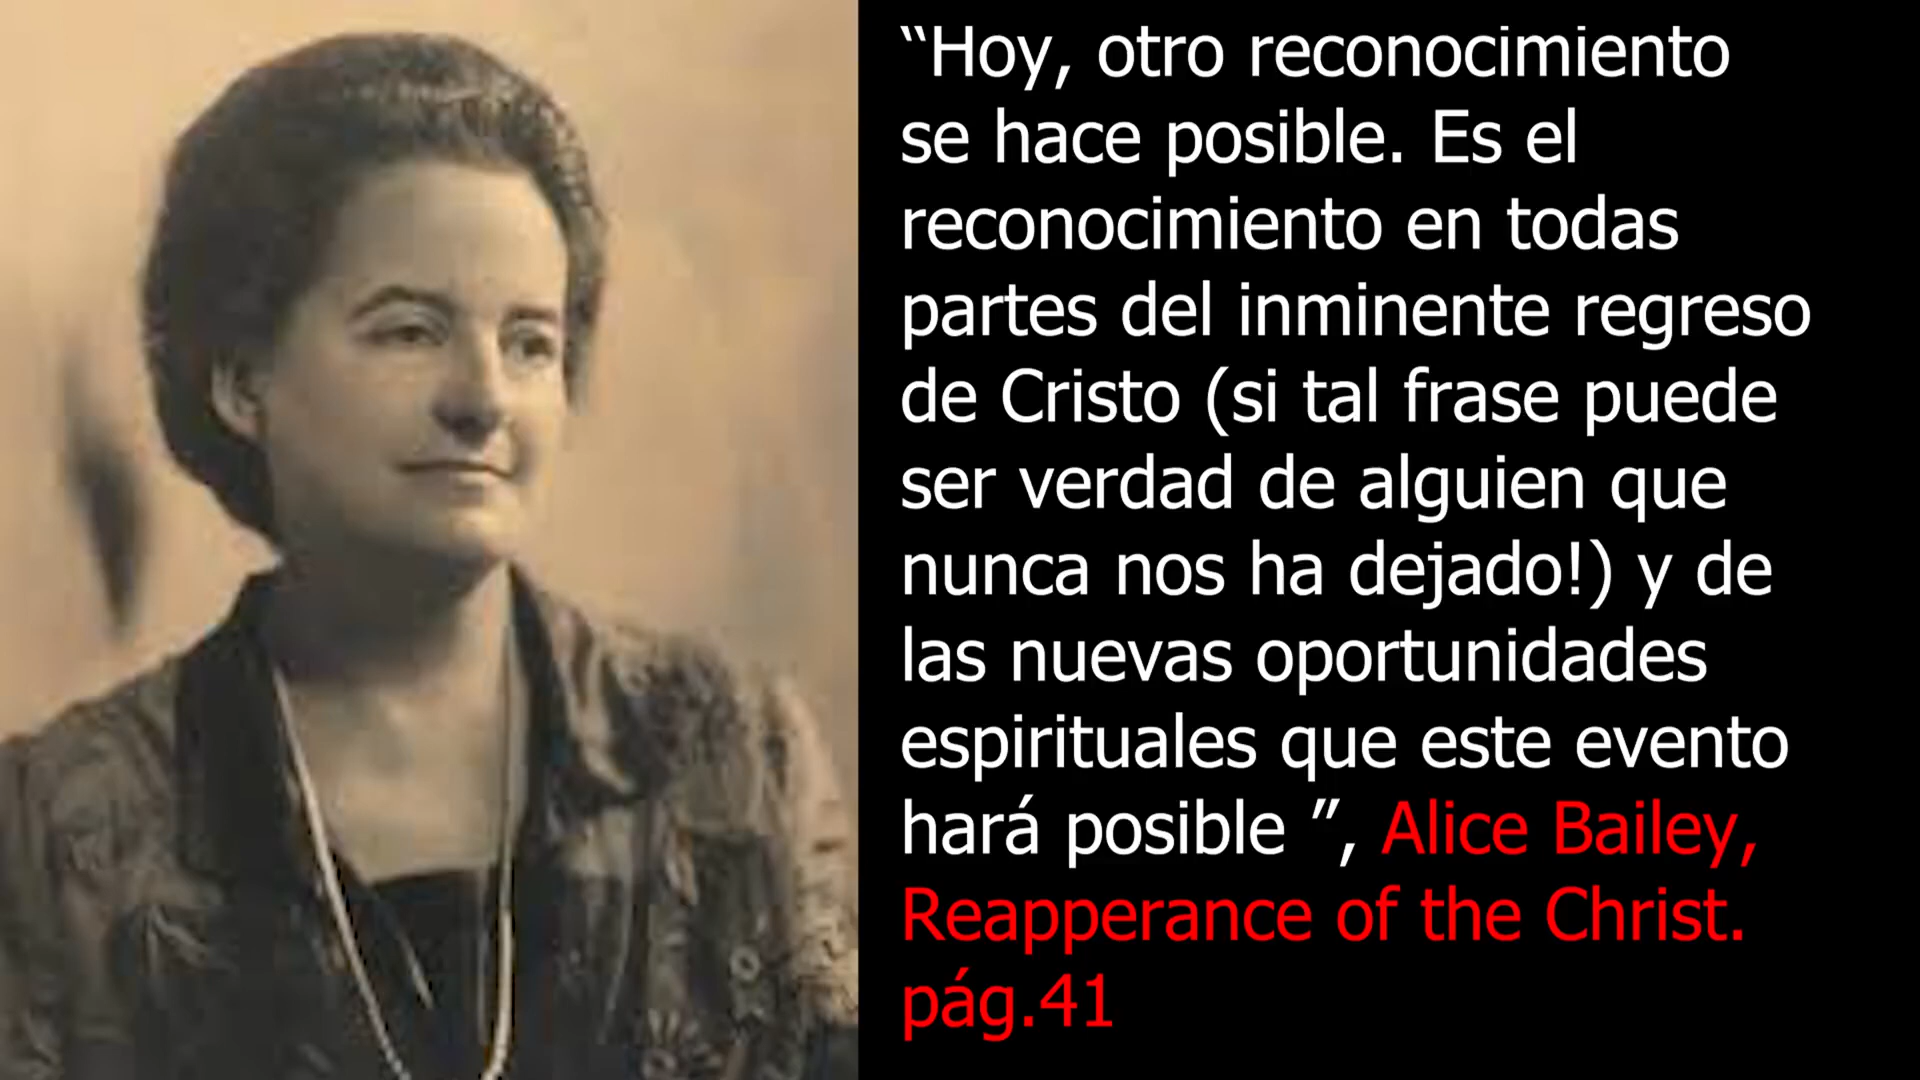 “Hoy, otro reconocimiento
se hace posible. Es el
reconocimiento en todas
partes del inminente regreso
de Cristo (si tal frase puede
ser verdad de alguien que
nunca nos ha dejado!) y de
las nuevas oportunidades
espirituales que este evento
hará posible ”, Alice Bailey,
Reapperance of the Christ.
pág.41